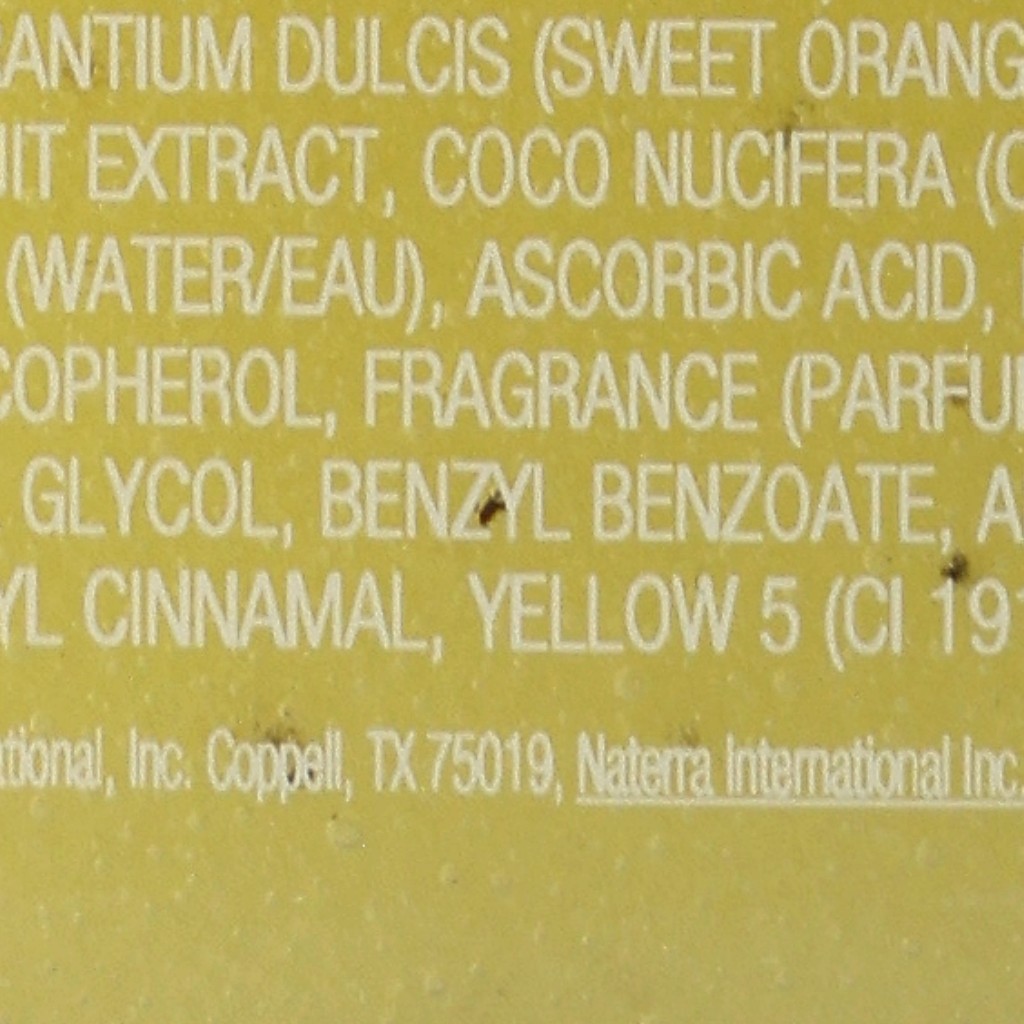 RANTIUM DULCIS (SWEET ORANG
UIT EXTRACT, COCO NUCIFERA (C
(WATER/EAU), ASCORBIC ACID,
COPHEROL, FRAGRANCE (PARFU
GLYCOL, BENZYL BENZOATE, A
YL CINNAMAL, YELLOW 5 (CI 191
ational, Inc. Coppell, TX 75019, Naterra International Inc.